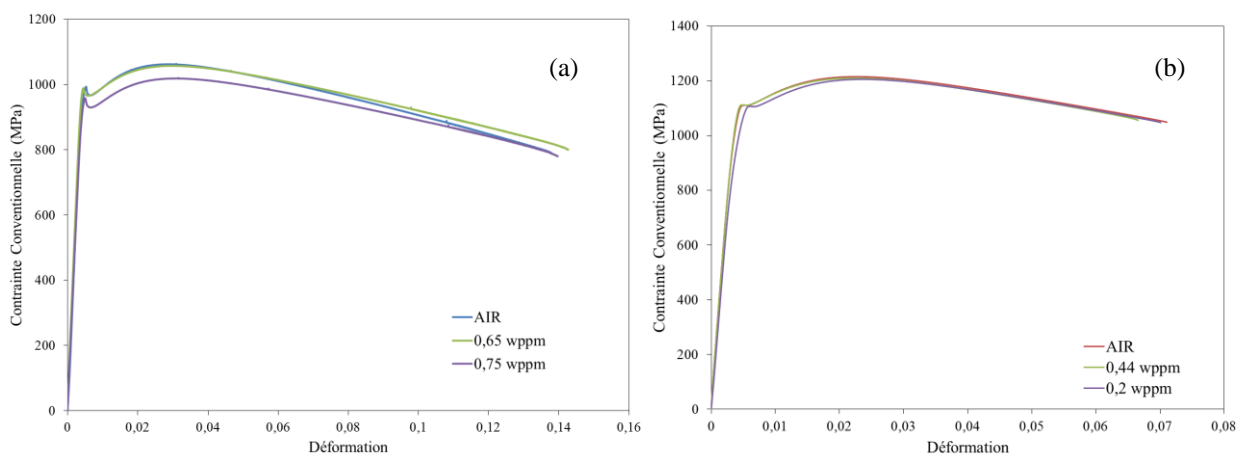 (a)
Contrainte Conventionnelle (MPa)
1200
1000
800
600
400
200
0
AIR
0,65 wppm
0,75 wppm
0 0,02 0,04 0,06 0,08 0,1 0,12 0,14 0,16
Déformation
(b)
Contrainte Conventionnelle (MPa)
1400
1200
1000
800
600
400
200
0
AIR
0,44 wppm
0,2 wppm
0 0,01 0,02 0,03 0,04 0,05 0,06 0,07 0,08
Déformation